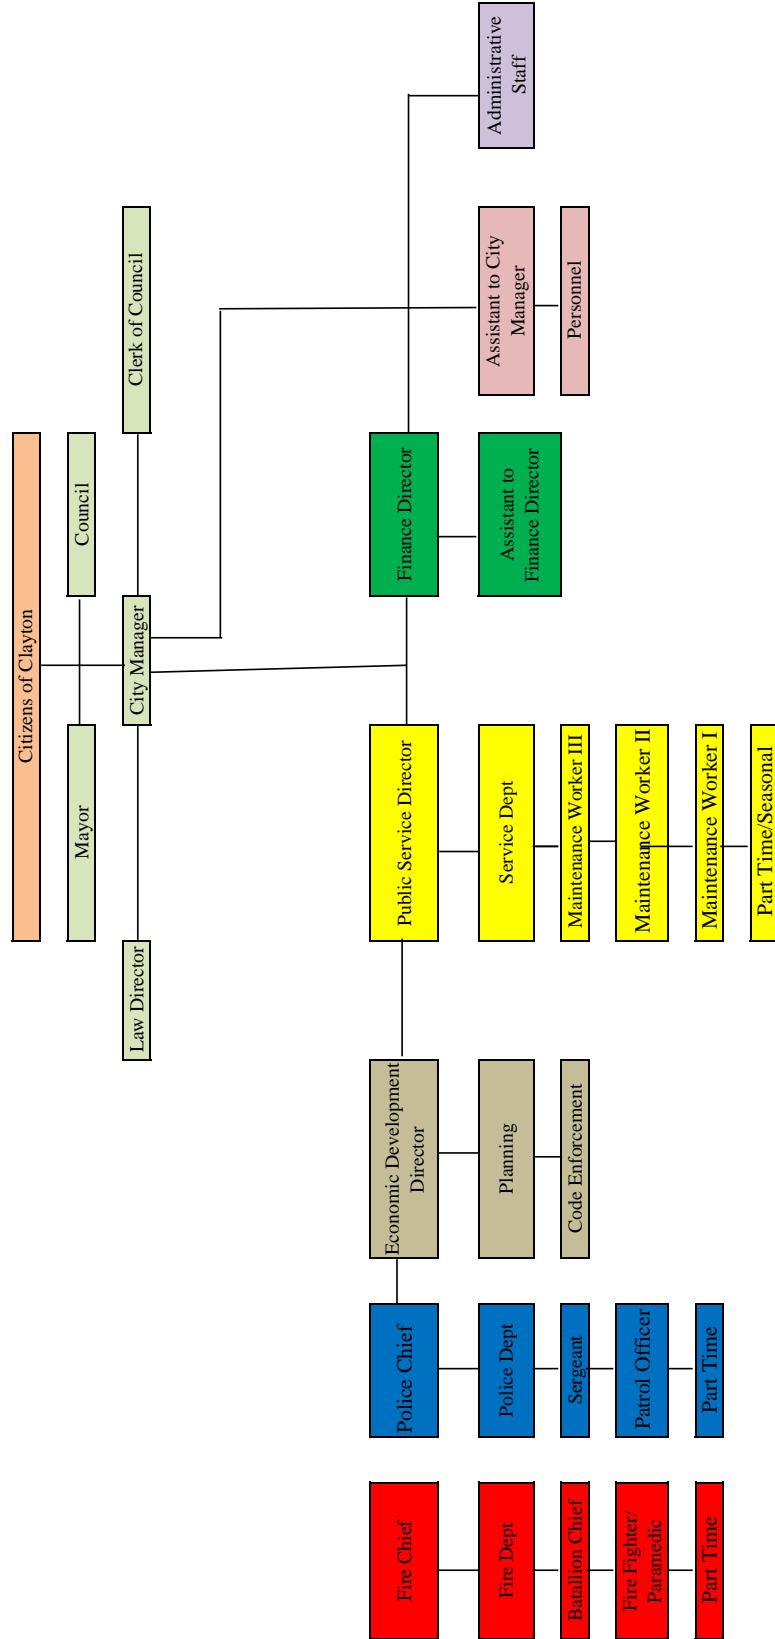 Citizens of Clayton
Mayor
Council
Law Director
City Manager
Clerk of Council
Fire Chief
Police Chief
Economic Development
Director
Public Service Director
Finance Director
Fire Dept
Police Dept
Planning
Service Dept
Assistant to
Finance Director
Assistant to City
Manager
Administrative
Staff
Batallion Chief
Sergeant
Code Enforcement
Maintenance Worker III
Personnel
Fire Fighter/
Paramedic
Patrol Officer
Maintenance Worker II
Part Time
Part Time
Maintenance Worker I
Part Time/Seasonal